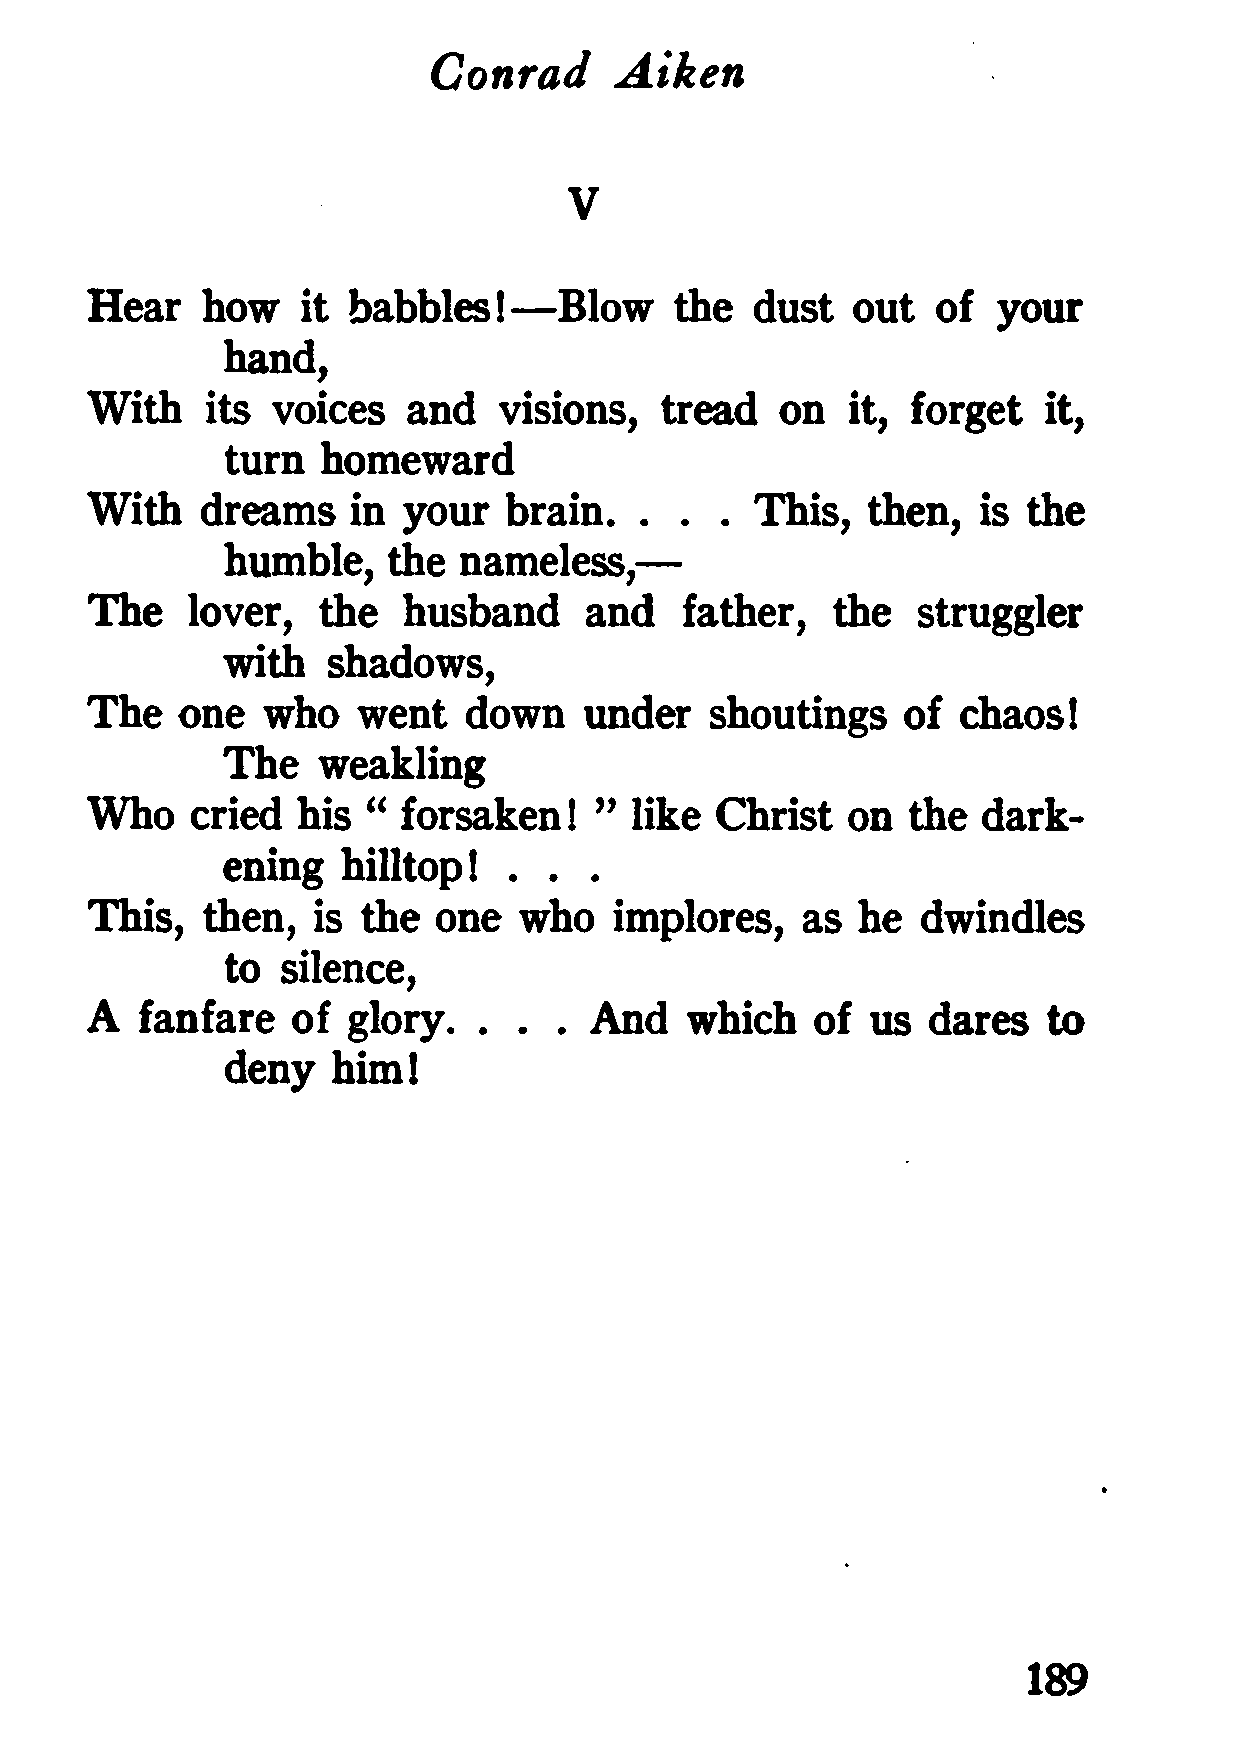 Conrad Aiken
V
Hear how it babbles!—Blow the dust out of your
hand,
With its voices and visions, tread on it, forget it,
turn homeward
With dreams in your brain. . . . This, then, is the
humble, the nameless,—
The lover, the husband and father, the struggler
with shadows,
The one who went down under shoutings of chaos!
The weakling
Who cried his “ forsaken! ” like Christ on the dark-
ening hilltop! . . .
This, then, is the one who implores, as he dwindles
to silence,
A fanfare of glory. . . . And which of us dares to
deny him!
189